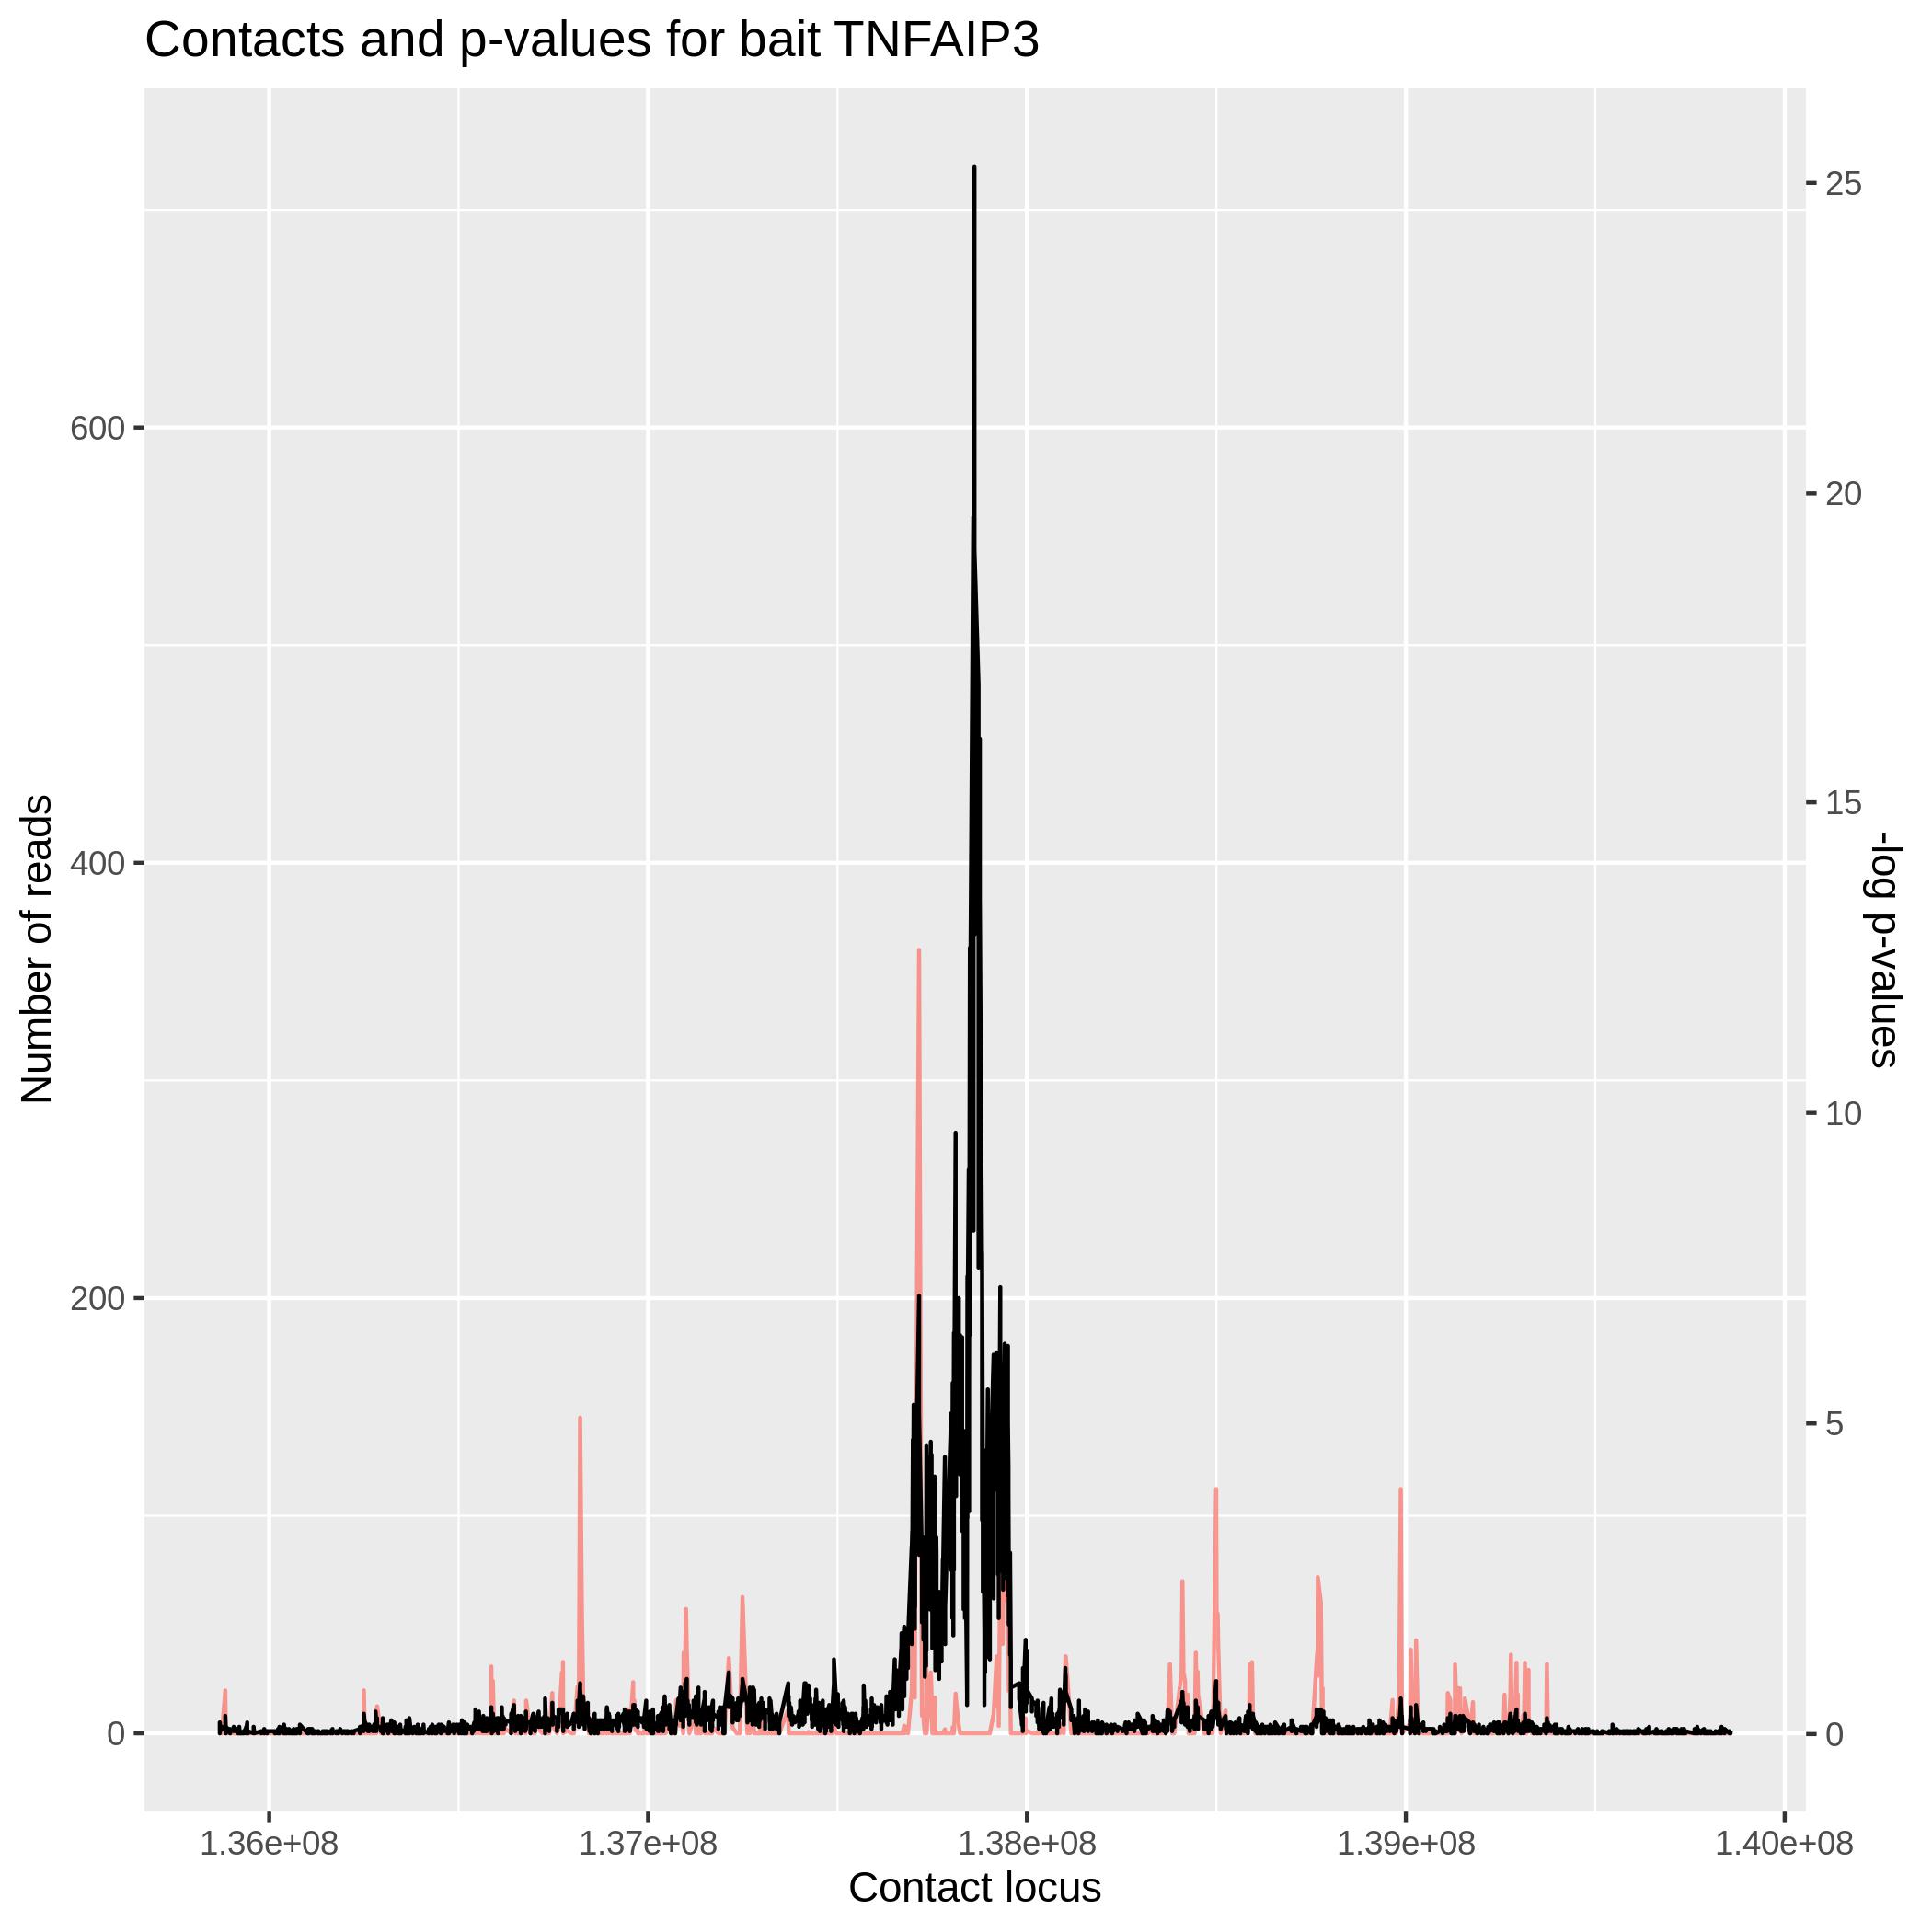 Contacts and p-values for bait TNFAIP3
Number of reads
600
400
200
0
25
20
15
10
5
0
-log p-values
1.36e+08 1.37e+08 1.38e+08 1.39e+08 1.40e+08
Contact locus